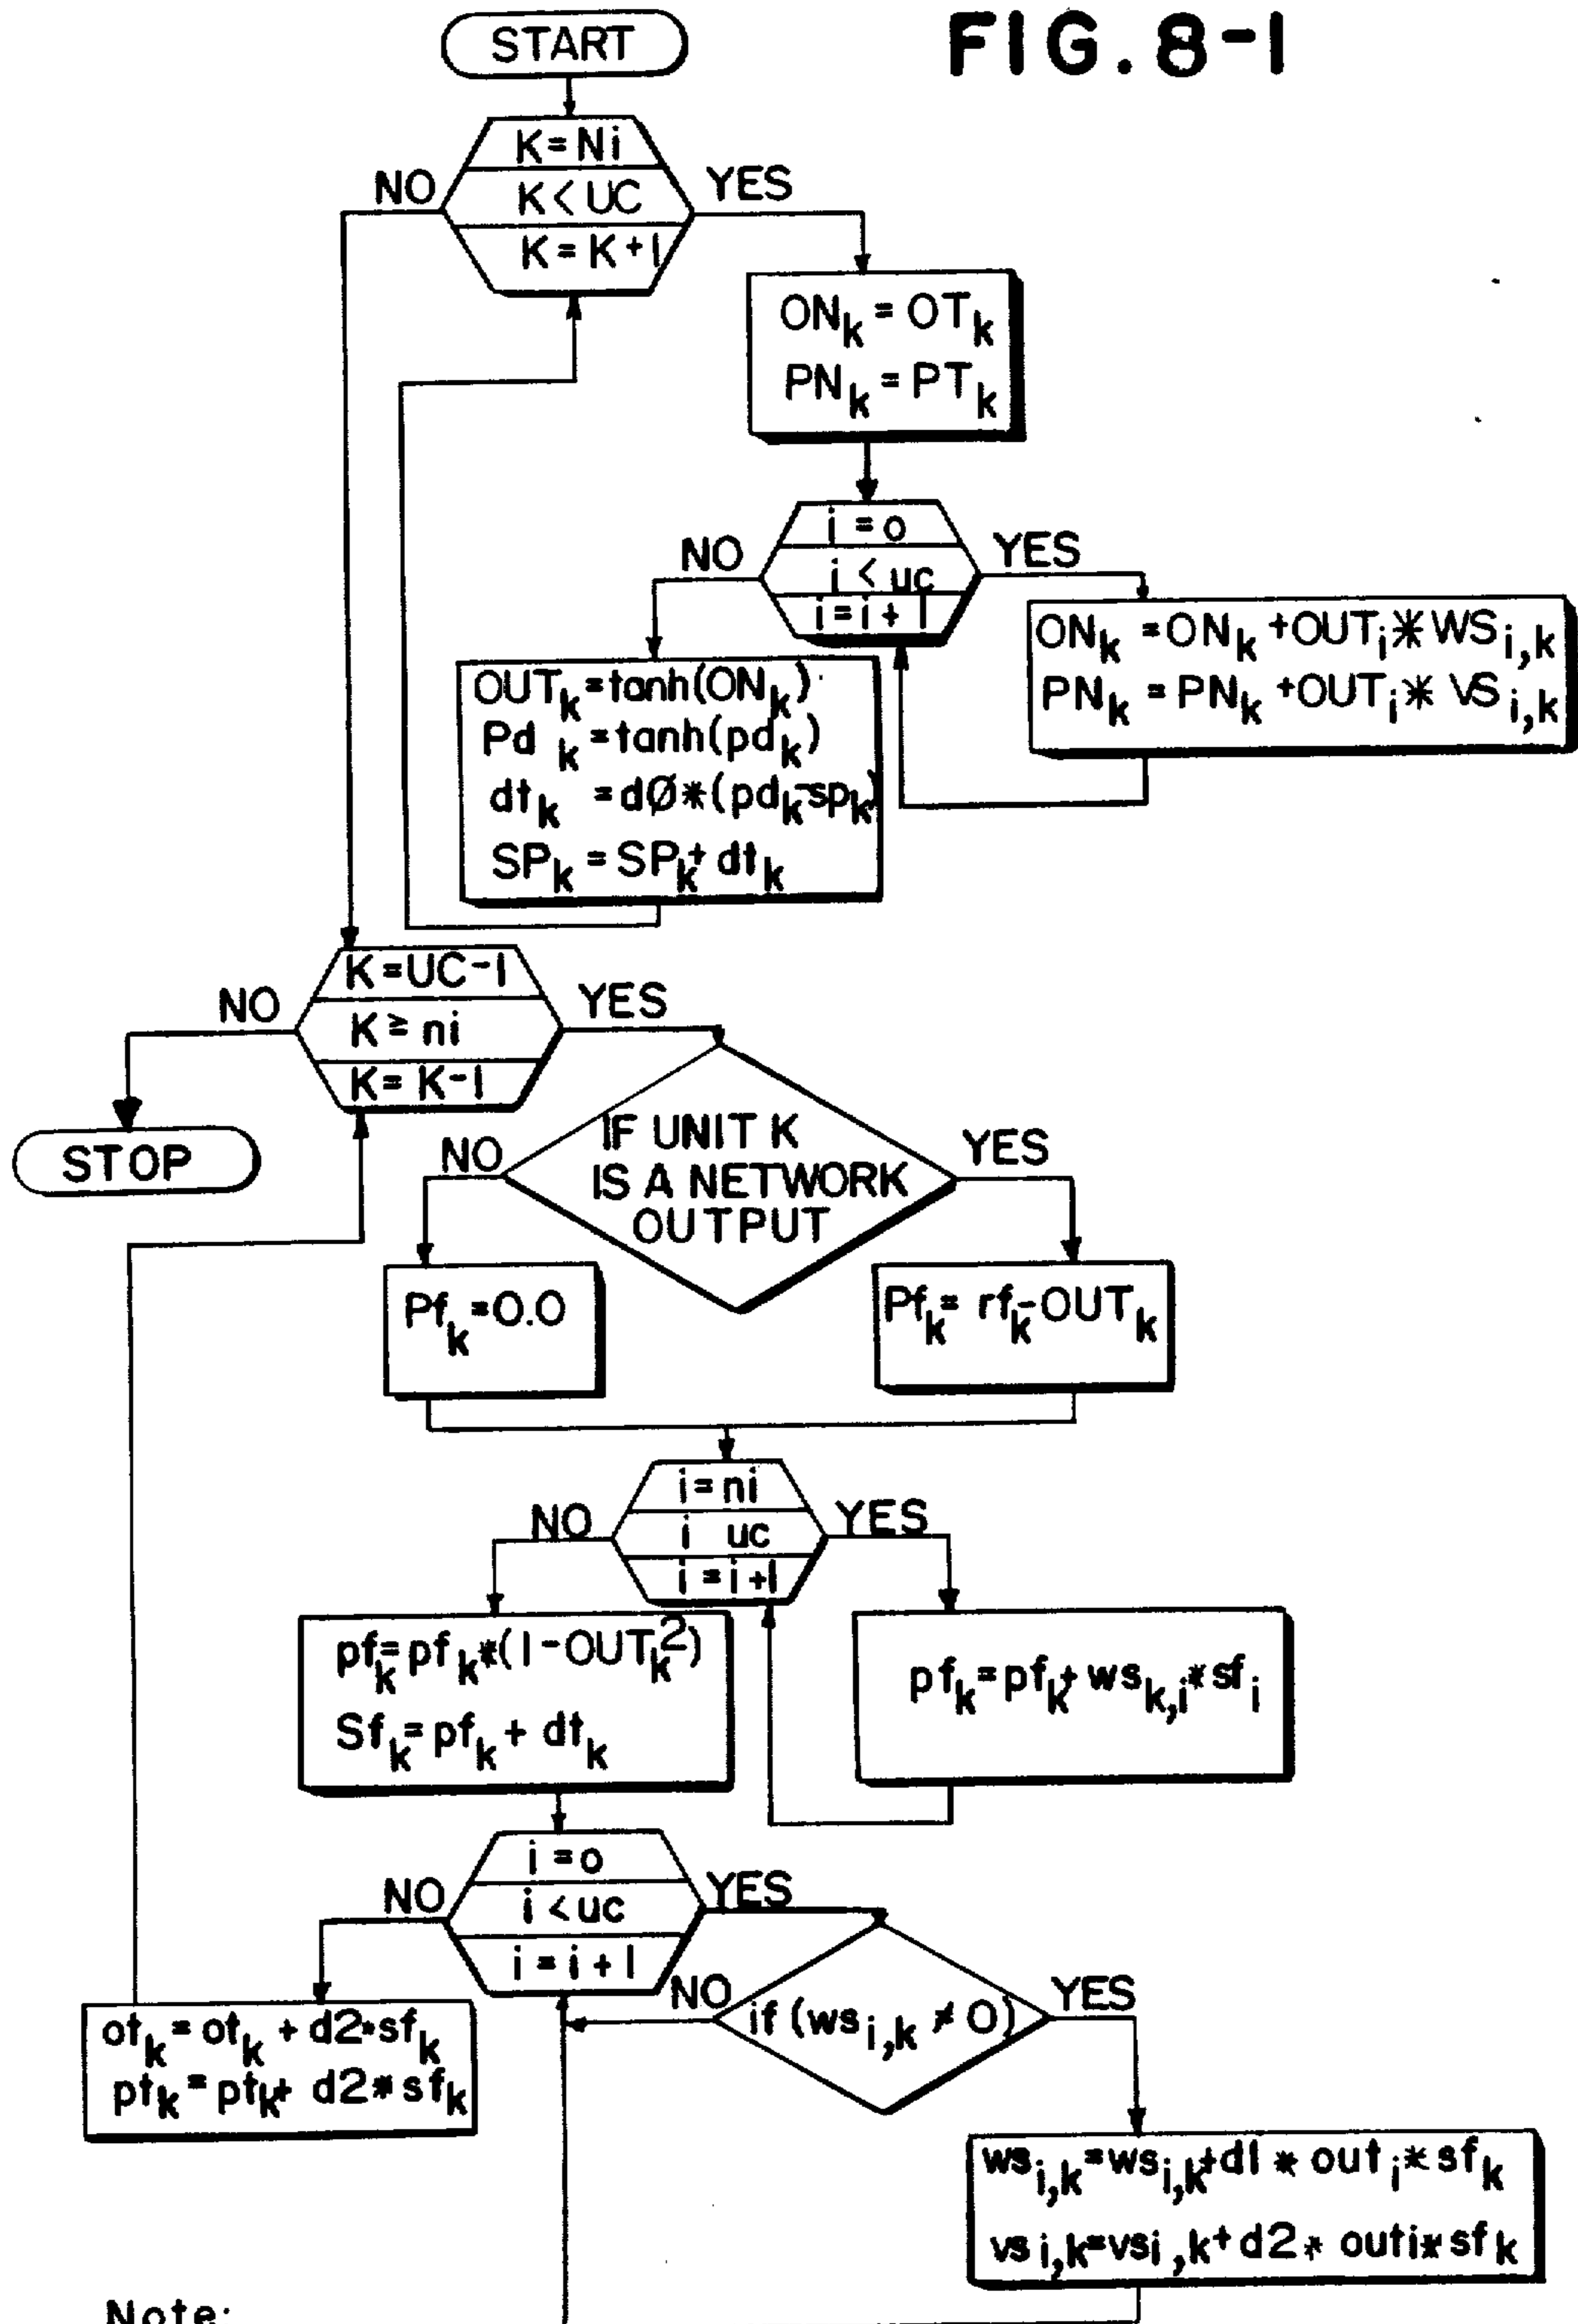 FIG. 8-1
START
K=Ni
NO
K<UC
YES
K=K+1
ONk=OTk
PNk=PTk
i=o
NO
i<uc
YES
i=i+1
ONk=ONk+OUTi*WSi,k
PNk=PNk+OUTi*VSi,k
OUTk=tanh(ONk)
Pd k=tanh(pdk)
dtk =dØ*(pdk-spk)
SPk=SPk+dtk
K=UC-1
NO
K≥ni
YES
K=K-1
STOP
IF UNIT K
IS A NETWORK
OUTPUT
NO
YES
Pfk=0.0
Pfk=rfk-OUTk
i=ni
NO
i uc
YES
i=i+1
pfk=pfk*(1-OUTk2)
Sfk=pfk+dtk
pfk=pfk+wsk,i*sfi
i=o
NO
i<uc
YES
i=i+1
NO
if (wsi,k≠0)
YES
otk=otk+d2*sfk
ptk=ptk+d2*sfk
wsi,k=wsi,k+d1*outi*sfk
vsi,k=vsi,k+d2*outi*sfk
Note: